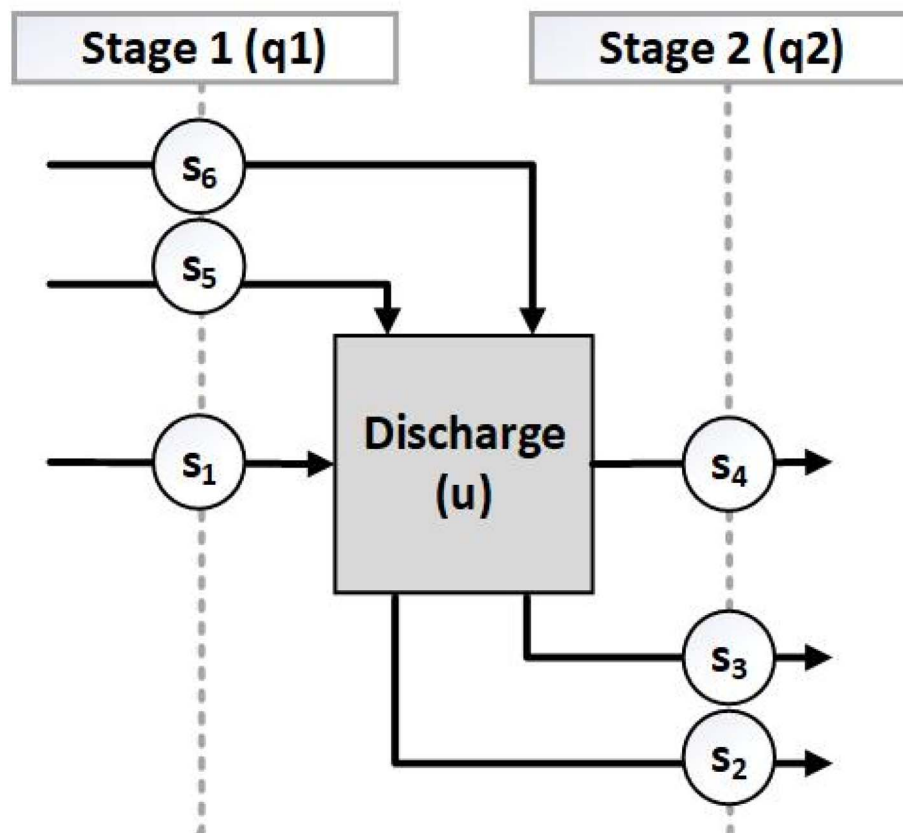 Stage 1 (q1)
Stage 2 (q2)
s₆
s₅
s₁
Discharge
(u)
s₄
s₃
s₂